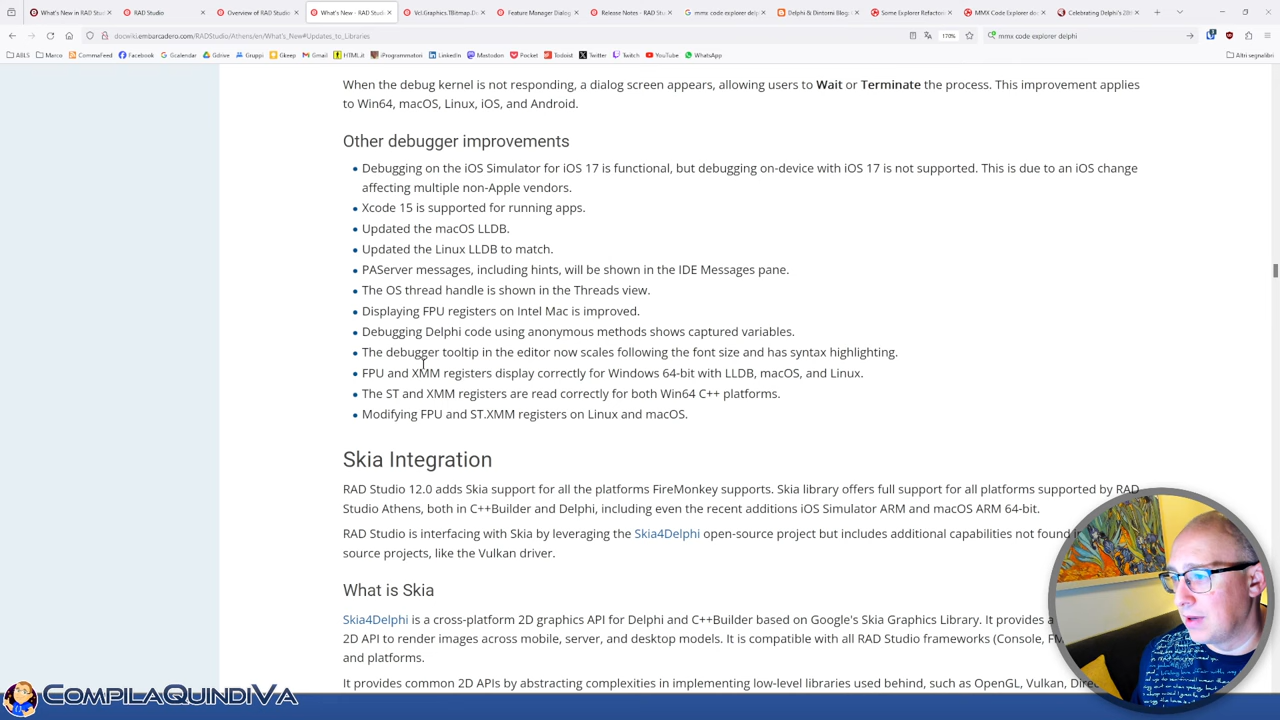 What's New in RAD Studio
RAD Studio
Overview of RAD Studio
What's New - RAD Studio
Vcl.Graphics.TBitmap.De
Feature Manager Dialog
Release Notes - RAD Stu
mmx code explorer delp
Delphi & Dintorni Blog:
Some Explorer Refactor
MMX Code Explorer de
Celebrating Delphi's 28th
docwiki.embarcadero.com/RADStudio/Athens/en/What's_New#Updates_to_Libraries
170%
mmx code explorer delphi
ABLS
Marco
CommaFeed
Facebook
Gcalendar
GDrive
Gruppi
Gkeep
Gmail
HTML.it
iProgrammatori
LinkedIn
Mastodon
Pocket
Todoist
Twitter
Twitch
YouTube
WhatsApp
Altri segnalibri
When the debug kernel is not responding, a dialog screen appears, allowing users to Wait or Terminate the process. This improvement applies
to Win64, macOS, Linux, iOS, and Android.
Other debugger improvements
Debugging on the iOS Simulator for iOS 17 is functional, but debugging on-device with iOS 17 is not supported. This is due to an iOS change
affecting multiple non-Apple vendors.
Xcode 15 is supported for running apps.
Updated the macOS LLDB.
Updated the Linux LLDB to match.
PAServer messages, including hints, will be shown in the IDE Messages pane.
The OS thread handle is shown in the Threads view.
Displaying FPU registers on Intel Mac is improved.
Debugging Delphi code using anonymous methods shows captured variables.
The debugger tooltip in the editor now scales following the font size and has syntax highlighting.
FPU and XMM registers display correctly for Windows 64-bit with LLDB, macOS, and Linux.
The ST and XMM registers are read correctly for both Win64 C++ platforms.
Modifying FPU and ST.XMM registers on Linux and macOS.
Skia Integration
RAD Studio 12.0 adds Skia support for all the platforms FireMonkey supports. Skia library offers full support for all platforms supported by RAD
Studio Athens, both in C++Builder and Delphi, including even the recent additions iOS Simulator ARM and macOS ARM 64-bit.
RAD Studio is interfacing with Skia by leveraging the Skia4Delphi open-source project but includes additional capabilities not found
source projects, like the Vulkan driver.
What is Skia
Skia4Delphi is a cross-platform 2D graphics API for Delphi and C++Builder based on Google's Skia Graphics Library. It provides a
2D API to render images across mobile, server, and desktop models. It is compatible with all RAD Studio frameworks (Console,
and platforms.
It provides common APIs by abstracting complexities in implementing low-level libraries used behind, such as OpenGL, Vulkan,
COMPILAQUINDIVA